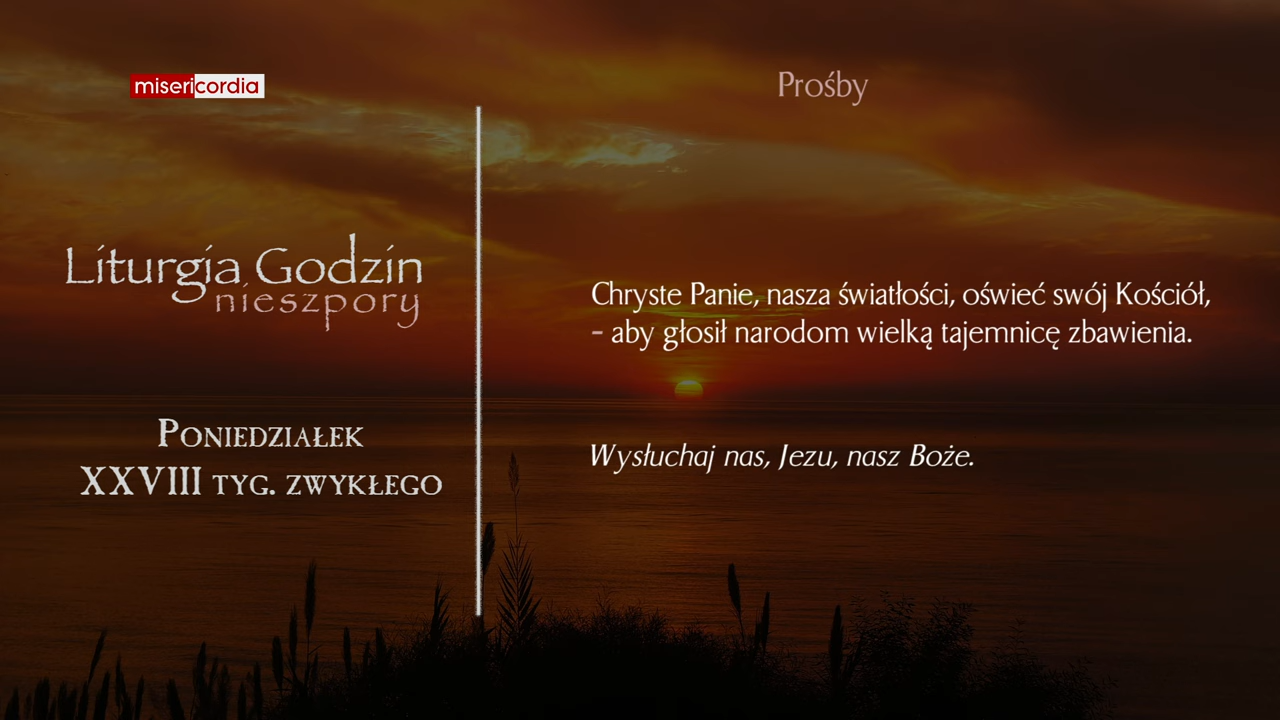 misericordia
Liturgia Godzin
nieszpory
Poniedziałek
XXVIII tyg. zwykłego
Prośby
Chryste Panie, nasza światłości, oświeć swój Kościół,
- aby głosił narodom wielką tajemnicę zbawienia.
Wysłuchaj nas, Jezu, nasz Boże.